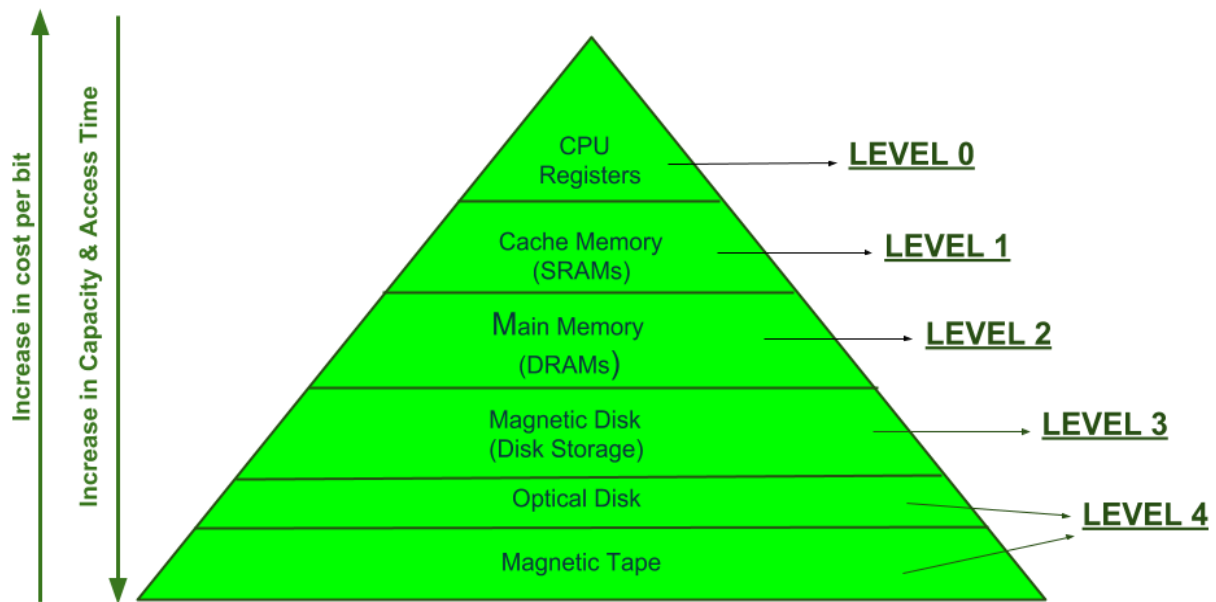 Increase in cost per bit
Increase in Capacity & Access Time
CPU
Registers
LEVEL 0
Cache Memory
(SRAMs)
LEVEL 1
Main Memory
(DRAMs)
LEVEL 2
Magnetic Disk
(Disk Storage)
LEVEL 3
Optical Disk
LEVEL 4
Magnetic Tape